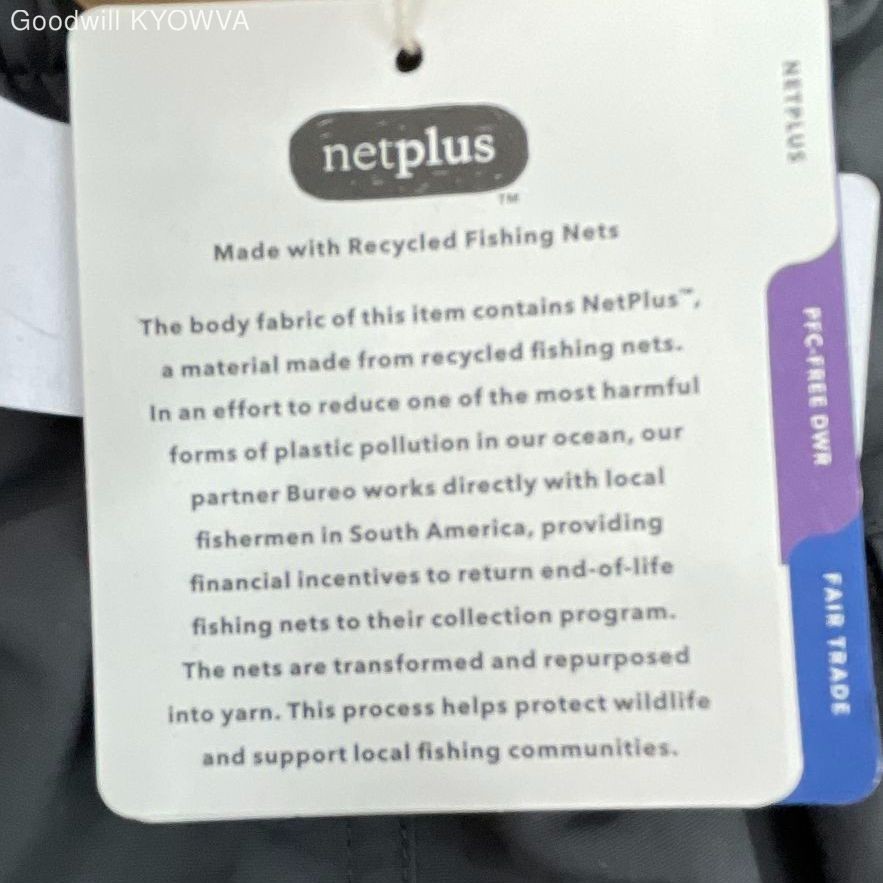 Goodwill KYOWVA
netplus
TM
Made with Recycled Fishing Nets
The body fabric of this item contains NetPlus™,
a material made from recycled fishing nets.
In an effort to reduce one of the most harmful
forms of plastic pollution in our ocean, our
partner Bureo works directly with local
fishermen in South America, providing
financial incentives to return end-of-life
fishing nets to their collection program.
The nets are transformed and repurposed
into yarn. This process helps protect wildlife
and support local fishing communities.
NETPLUS
PFC-FREE DWR
FAIR TRADE